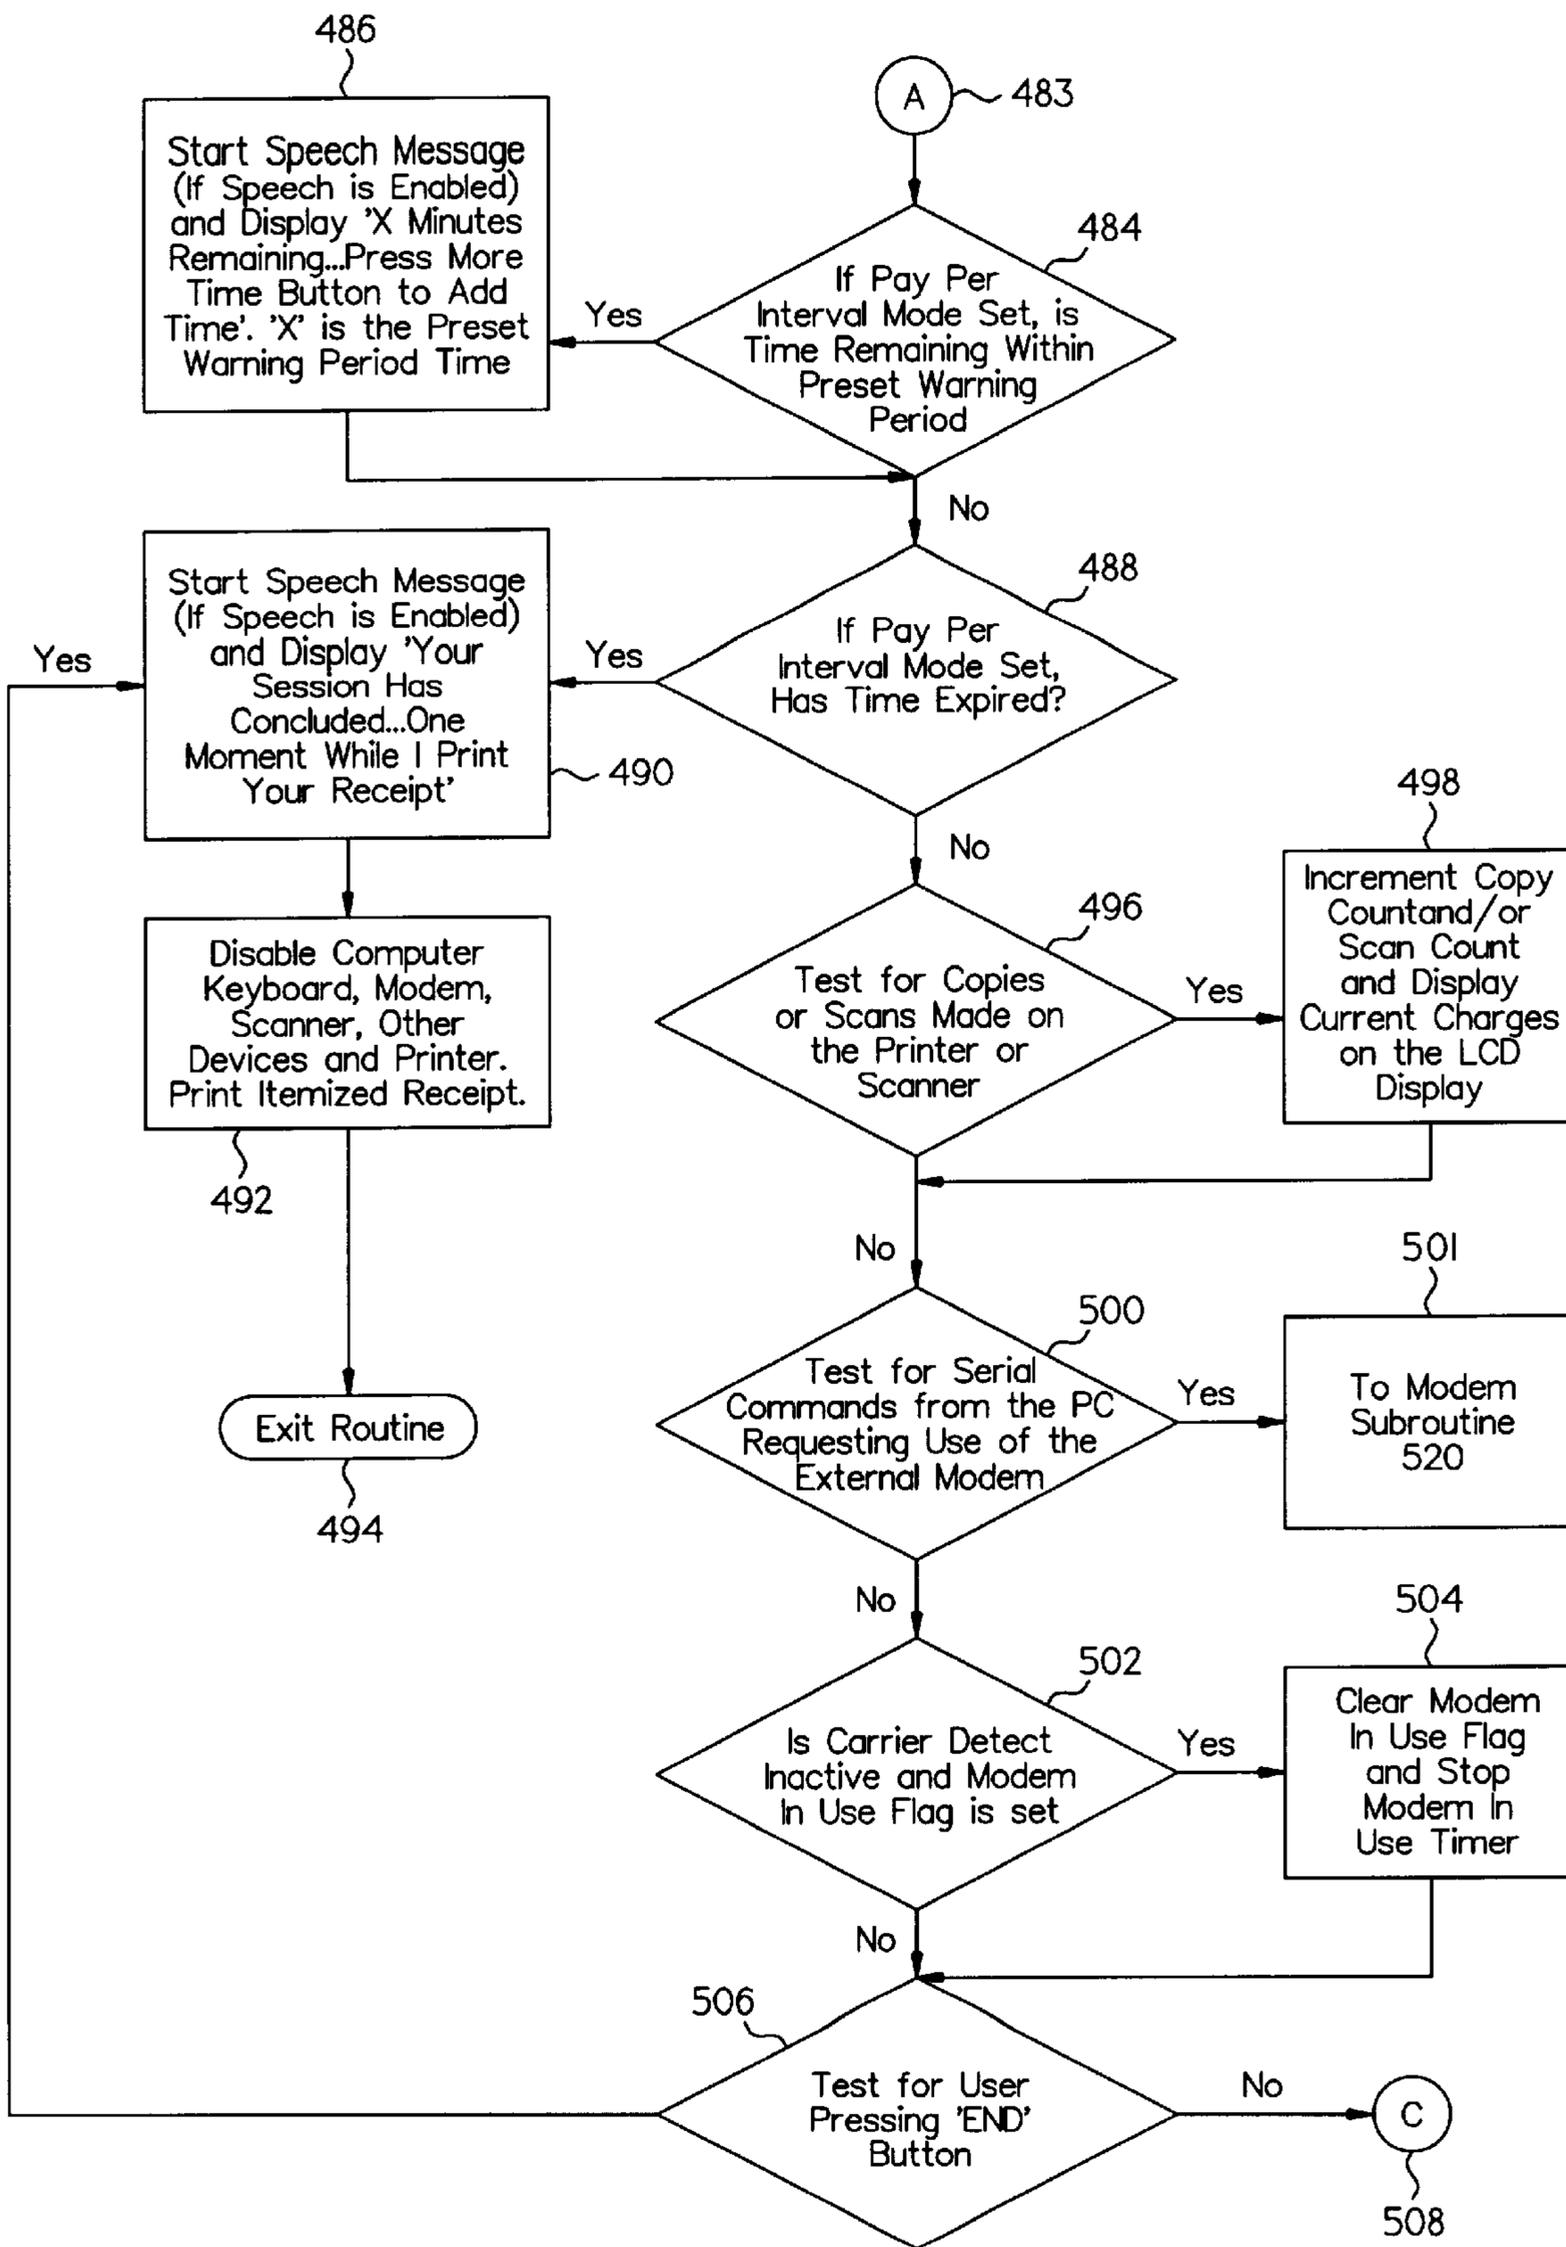 486
A
483
Start Speech Message
(If Speech is Enabled)
and Display 'X Minutes
Remaining...Press More
Time Button to Add
Time'. 'X' is the Preset
Warning Period Time
484
If Pay Per
Interval Mode Set, is
Time Remaining Within
Preset Warning
Period
Yes
No
Start Speech Message
(If Speech is Enabled)
and Display 'Your
Session Has
Concluded...One
Moment While I Print
Your Receipt'
Yes
490
488
If Pay Per
Interval Mode Set,
Has Time Expired?
Yes
No
Disable Computer
Keyboard, Modem,
Scanner, Other
Devices and Printer.
Print Itemized Receipt.
492
496
Test for Copies
or Scans Made on
the Printer or
Scanner
Yes
498
Increment Copy
Countand/or
Scan Count
and Display
Current Charges
on the LCD
Display
No
Exit Routine
494
500
Test for Serial
Commands from the PC
Requesting Use of the
External Modem
Yes
501
To Modem
Subroutine
520
No
502
Is Carrier Detect
Inactive and Modem
In Use Flag is set
Yes
504
Clear Modem
In Use Flag
and Stop
Modem In
Use Timer
No
506
Test for User
Pressing 'END'
Button
No
C
508